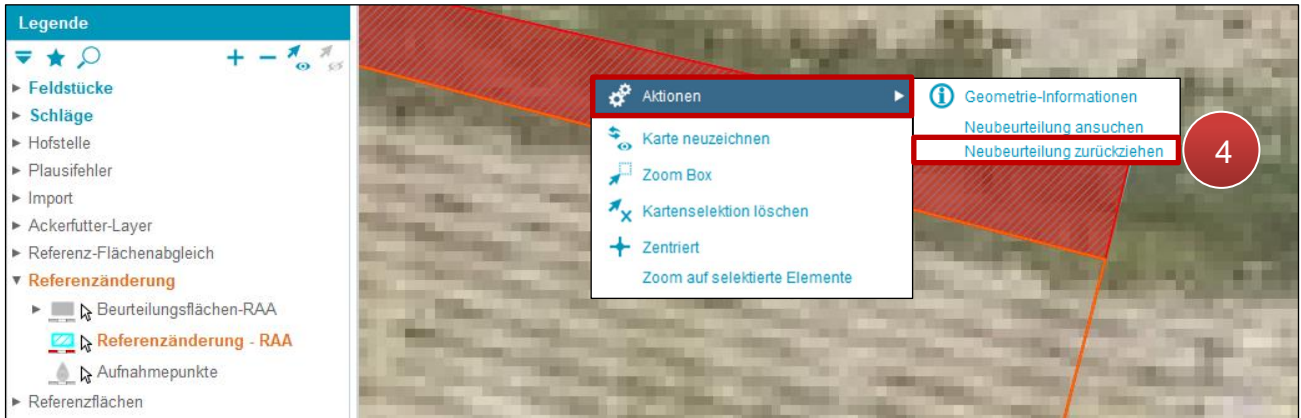 Legende
Feldstücke
Schläge
Hofstelle
Plausifehler
Import
Ackerfutter-Layer
Referenz-Flächenabgleich
Referenzänderung
Beurteilungsflächen-RAA
Referenzänderung - RAA
Aufnahmepunkte
Referenzflächen
Aktionen
Karte neuzeichnen
Zoom Box
Kartenselektion löschen
Zentriert
Zoom auf selektierte Elemente
Geometrie-Informationen
Neubeurteilung ansuchen
Neubeurteilung zurückziehen
4